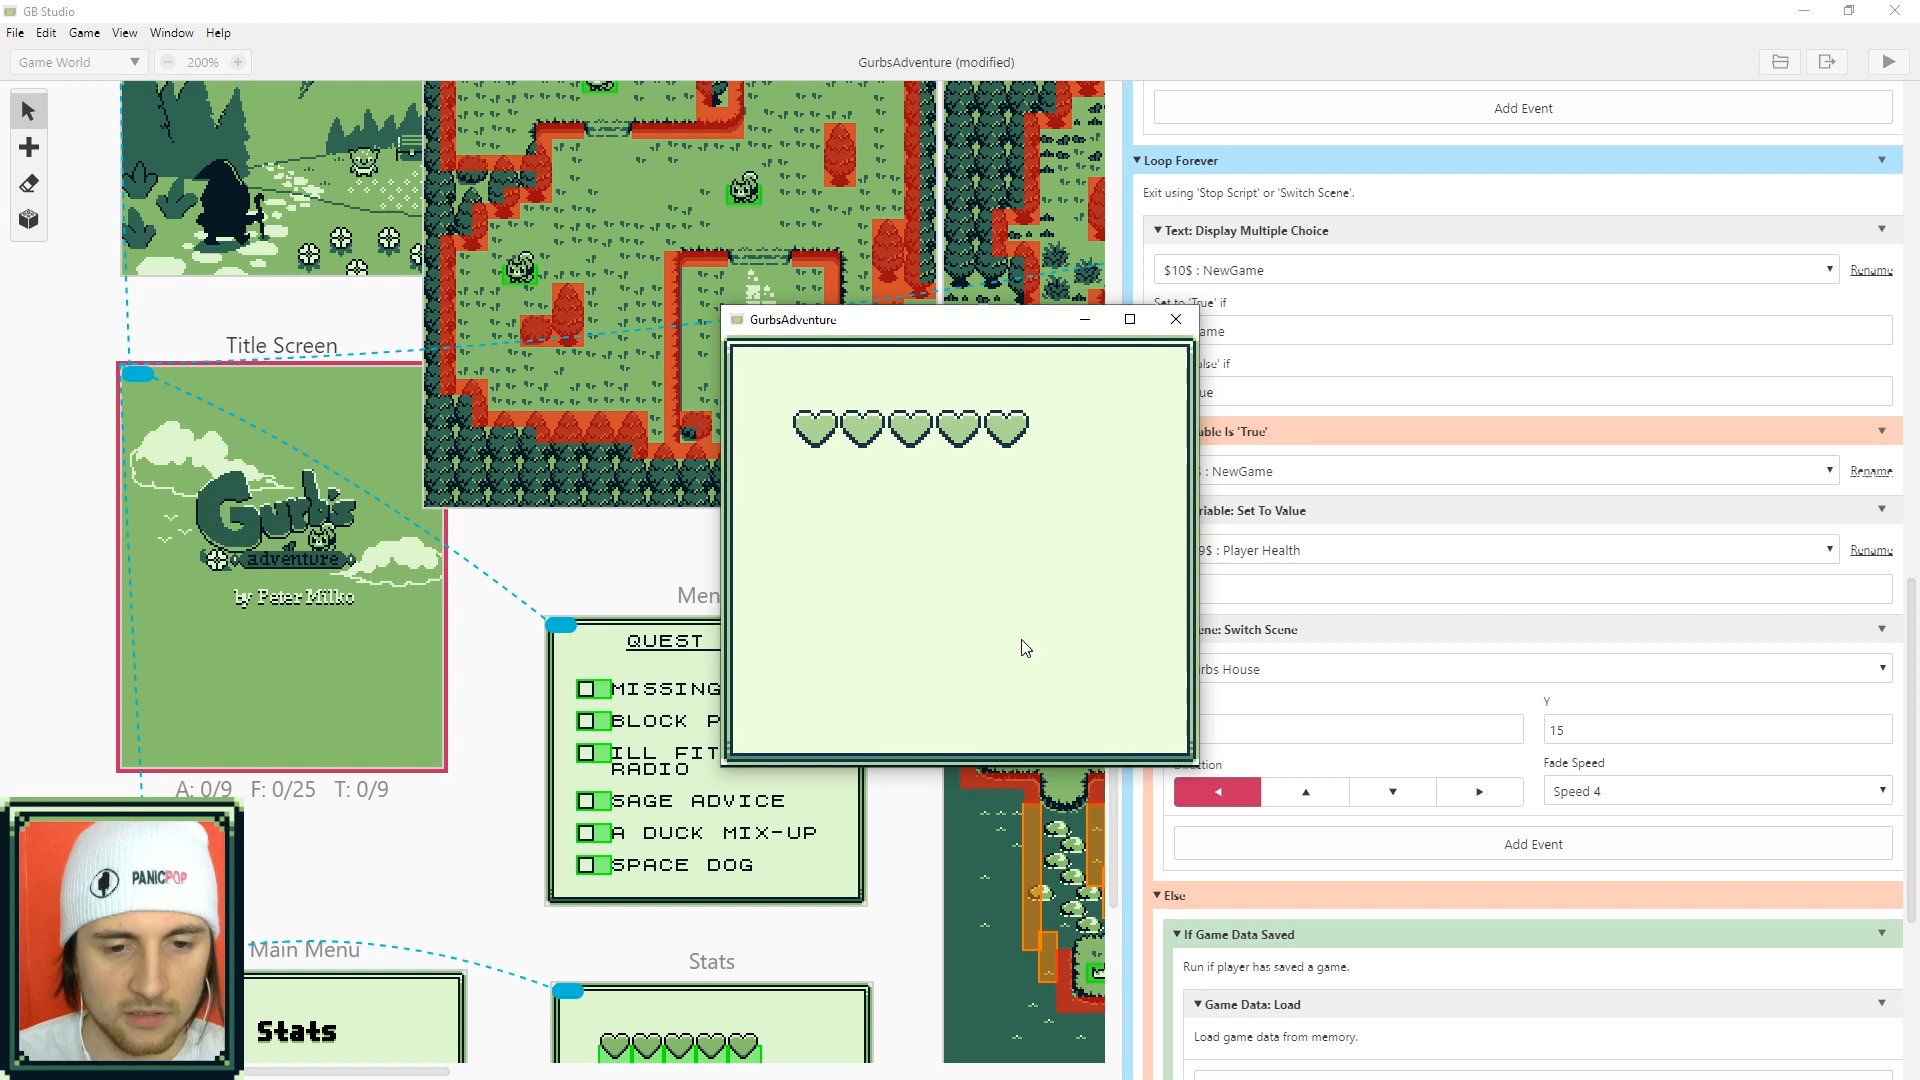 GB Studio
File Edit Game View Window Help
Game World
200%
GurbsAdventure (modified)
Add Event
Loop Forever
Exit using 'Stop Script' or 'Switch Scene'.
Text: Display Multiple Choice
$10$ : NewGame
Rename
Set to 'True' if
ame
alse' if
ue
able Is 'True'
: NewGame
Rename
riable: Set To Value
9$ : Player Health
Rename
ene: Switch Scene
rbs House
Y
15
ction
Fade Speed
Speed 4
Add Event
Else
If Game Data Saved
Run if player has saved a game.
Game Data: Load
Load game data from memory.
GurbsAdventure
Title Screen
Gurb's
adventure
by Peter Milko
A: 0/9 F: 0/25 T: 0/9
Men
QUEST
MISSING
BLOCK P
ILL FIT
RADIO
SAGE ADVICE
A DUCK MIX-UP
SPACE DOG
Main Menu
Stats
Stats
PANICPOP